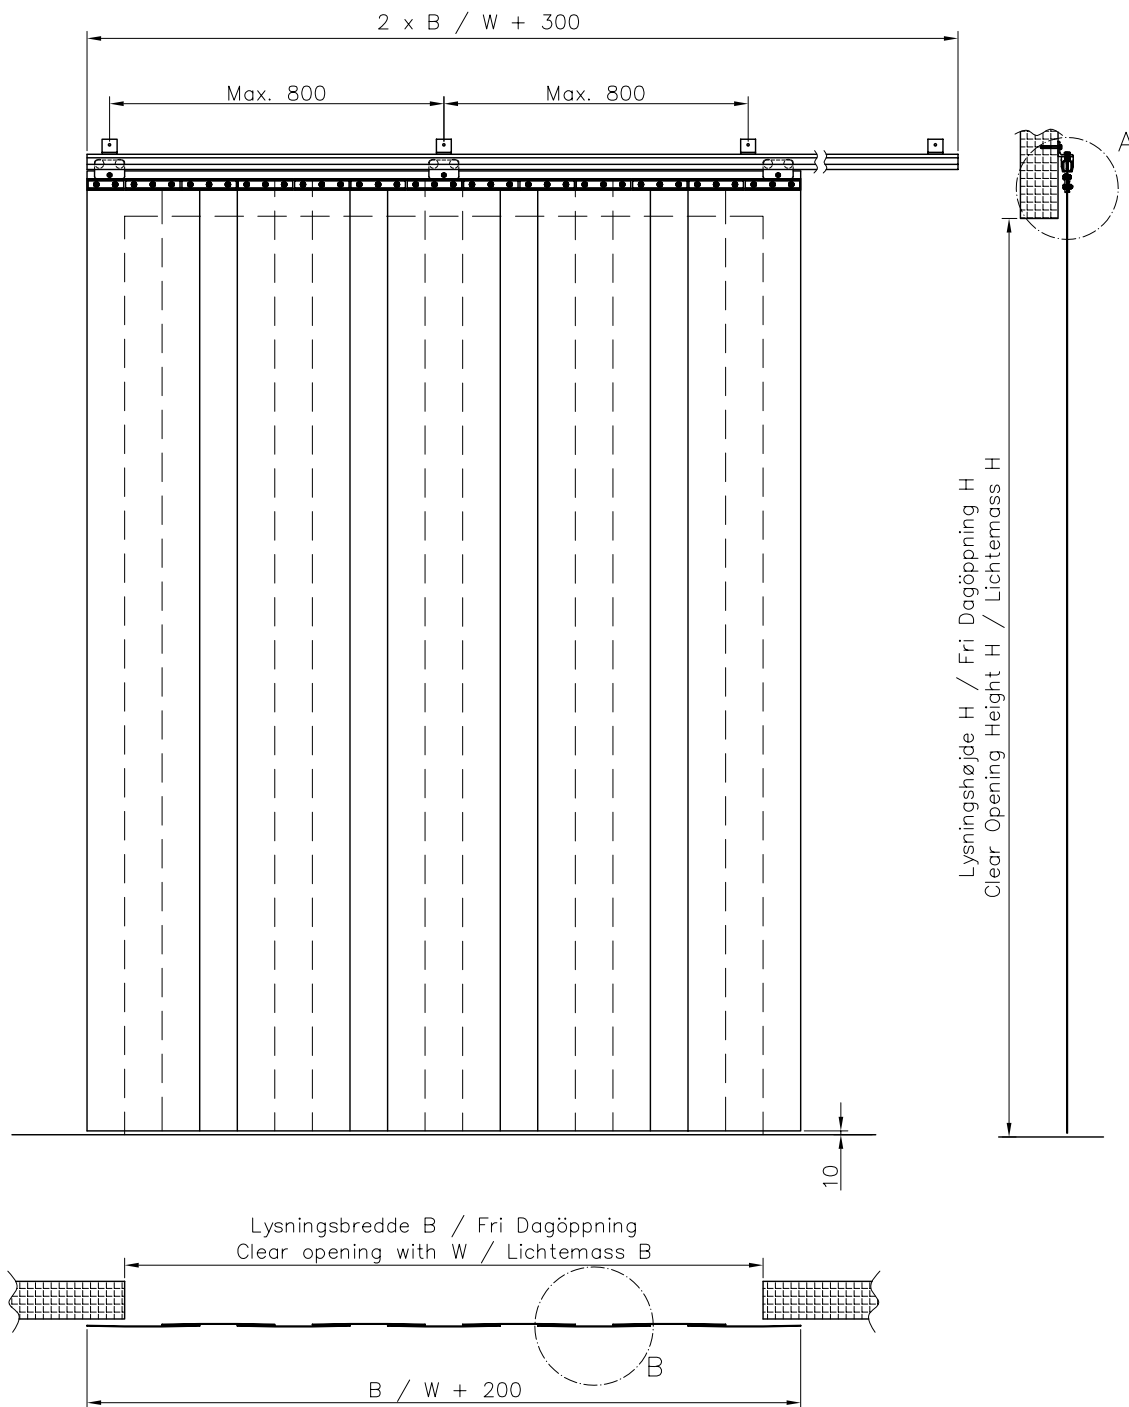 2 x B / W + 300
Max. 800
Max. 800
A
Lysningshøjde H / Fri Dagöppning H
Clear Opening Height H / Lichtemass H
10
Lysningsbredde B / Fri Dagöppning
Clear opening with W / Lichtemass B
B
B / W + 200